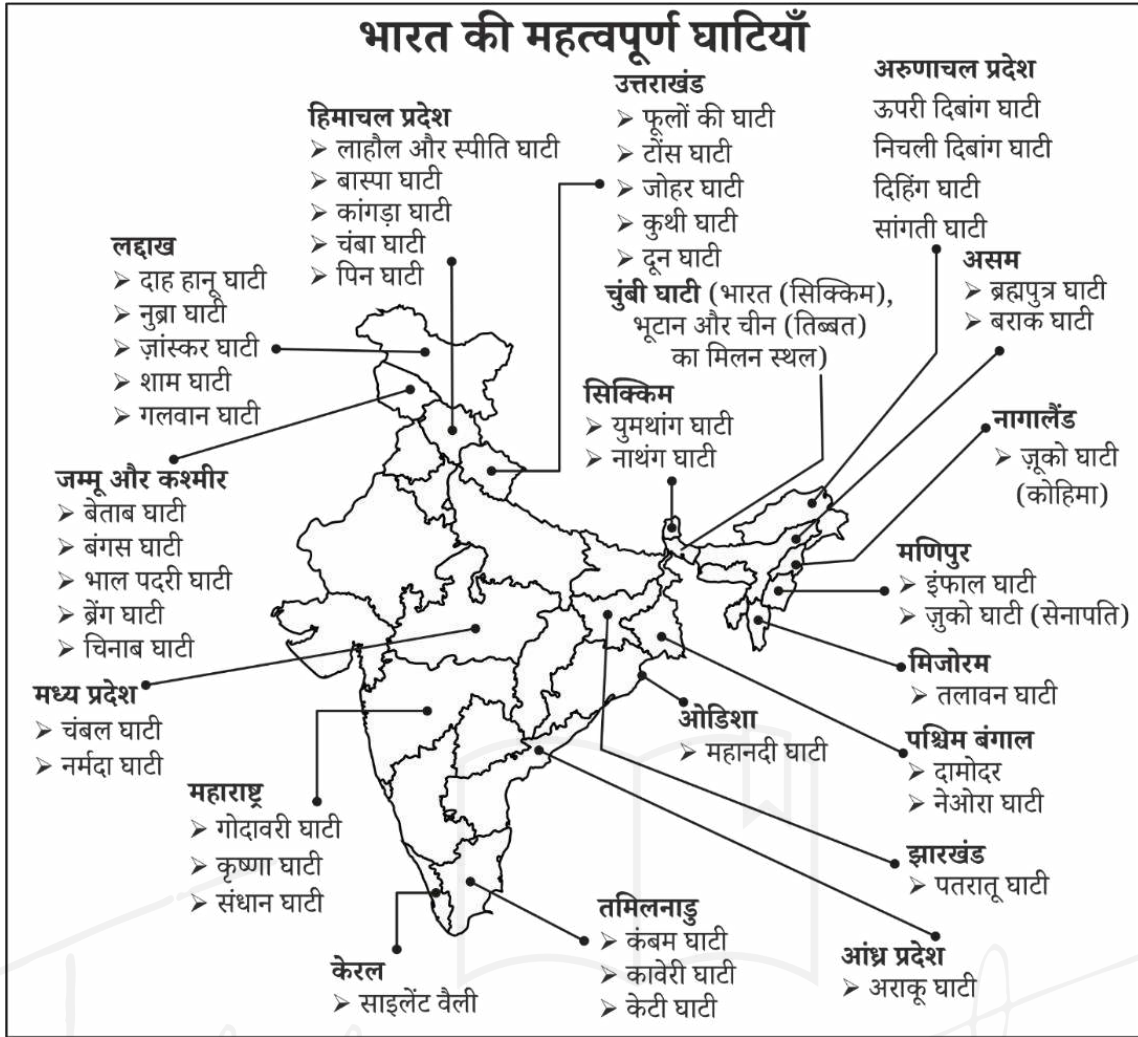 भारत की महत्वपूर्ण घाटियाँ
हिमाचल प्रदेश
➤ लाहौल और स्पीति घाटी
➤ बास्पा घाटी
➤ कांगड़ा घाटी
➤ चंबा घाटी
➤ पिन घाटी
उत्तराखंड
➤ फूलों की घाटी
➤ टोंस घाटी
➤ जोहर घाटी
➤ कुथी घाटी
➤ दून घाटी
अरुणाचल प्रदेश
ऊपरी दिबांग घाटी
निचली दिबांग घाटी
दिहिंग घाटी
सांगती घाटी
लद्दाख
➤ दाह हानू घाटी
➤ नुब्रा घाटी
➤ ज़ांस्कर घाटी
➤ शाम घाटी
➤ गलवान घाटी
चुंबी घाटी (भारत (सिक्किम),
भूटान और चीन (तिब्बत)
का मिलन स्थल)
असम
➤ ब्रह्मपुत्र घाटी
➤ बराक घाटी
सिक्किम
➤ युमथांग घाटी
➤ नाथंग घाटी
नागालैंड
➤ ज़ूको घाटी
(कोहिमा)
जम्मू और कश्मीर
➤ बेताब घाटी
➤ बंगस घाटी
➤ भाल पदरी घाटी
➤ ब्रेंग घाटी
➤ चिनाब घाटी
मणिपुर
➤ इंफाल घाटी
➤ ज़ुको घाटी (सेनापति)
मिजोरम
➤ तलावन घाटी
मध्य प्रदेश
➤ चंबल घाटी
➤ नर्मदा घाटी
ओडिशा
➤ महानदी घाटी
पश्चिम बंगाल
➤ दामोदर
➤ नेओरा घाटी
महाराष्ट्र
➤ गोदावरी घाटी
➤ कृष्णा घाटी
➤ संधान घाटी
झारखंड
➤ पतरातू घाटी
तमिलनाडु
➤ कंबम घाटी
➤ कावेरी घाटी
➤ केटी घाटी
आंध्र प्रदेश
➤ अराकू घाटी
केरल
➤ साइलेंट वैली